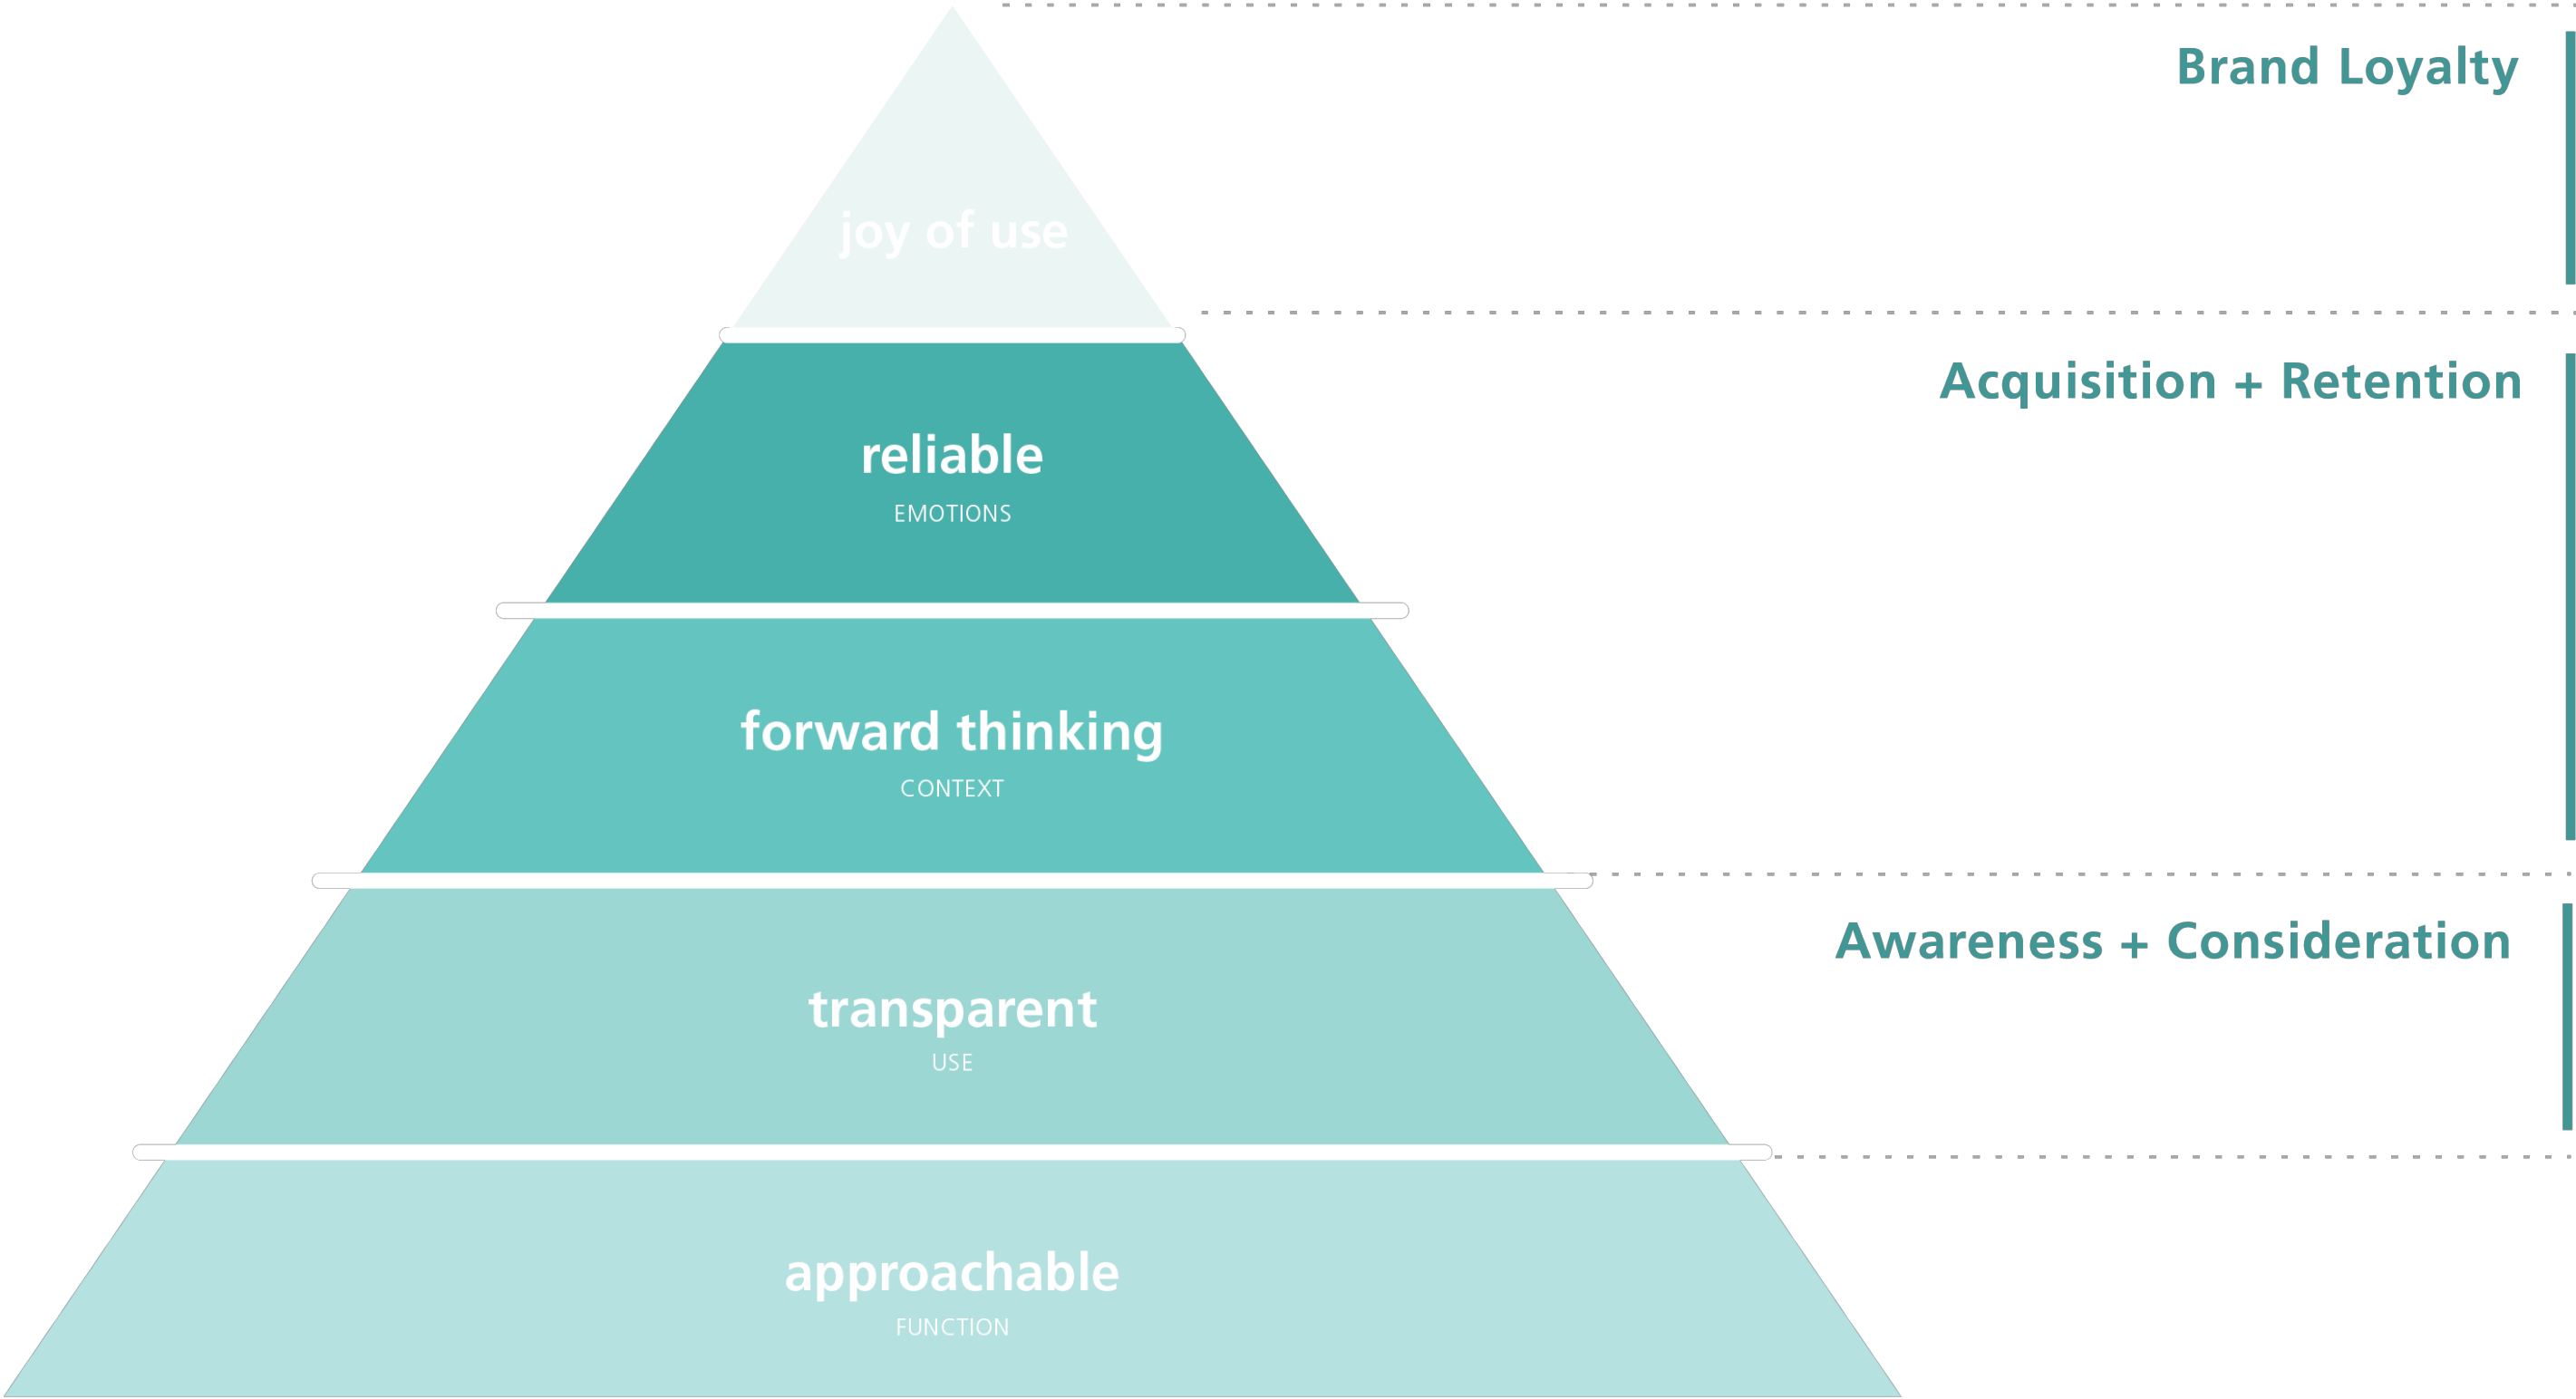 Brand Loyalty
joy of use
Acquisition + Retention
reliable
EMOTIONS
forward thinking
CONTEXT
Awareness + Consideration
transparent
USE
approachable
FUNCTION